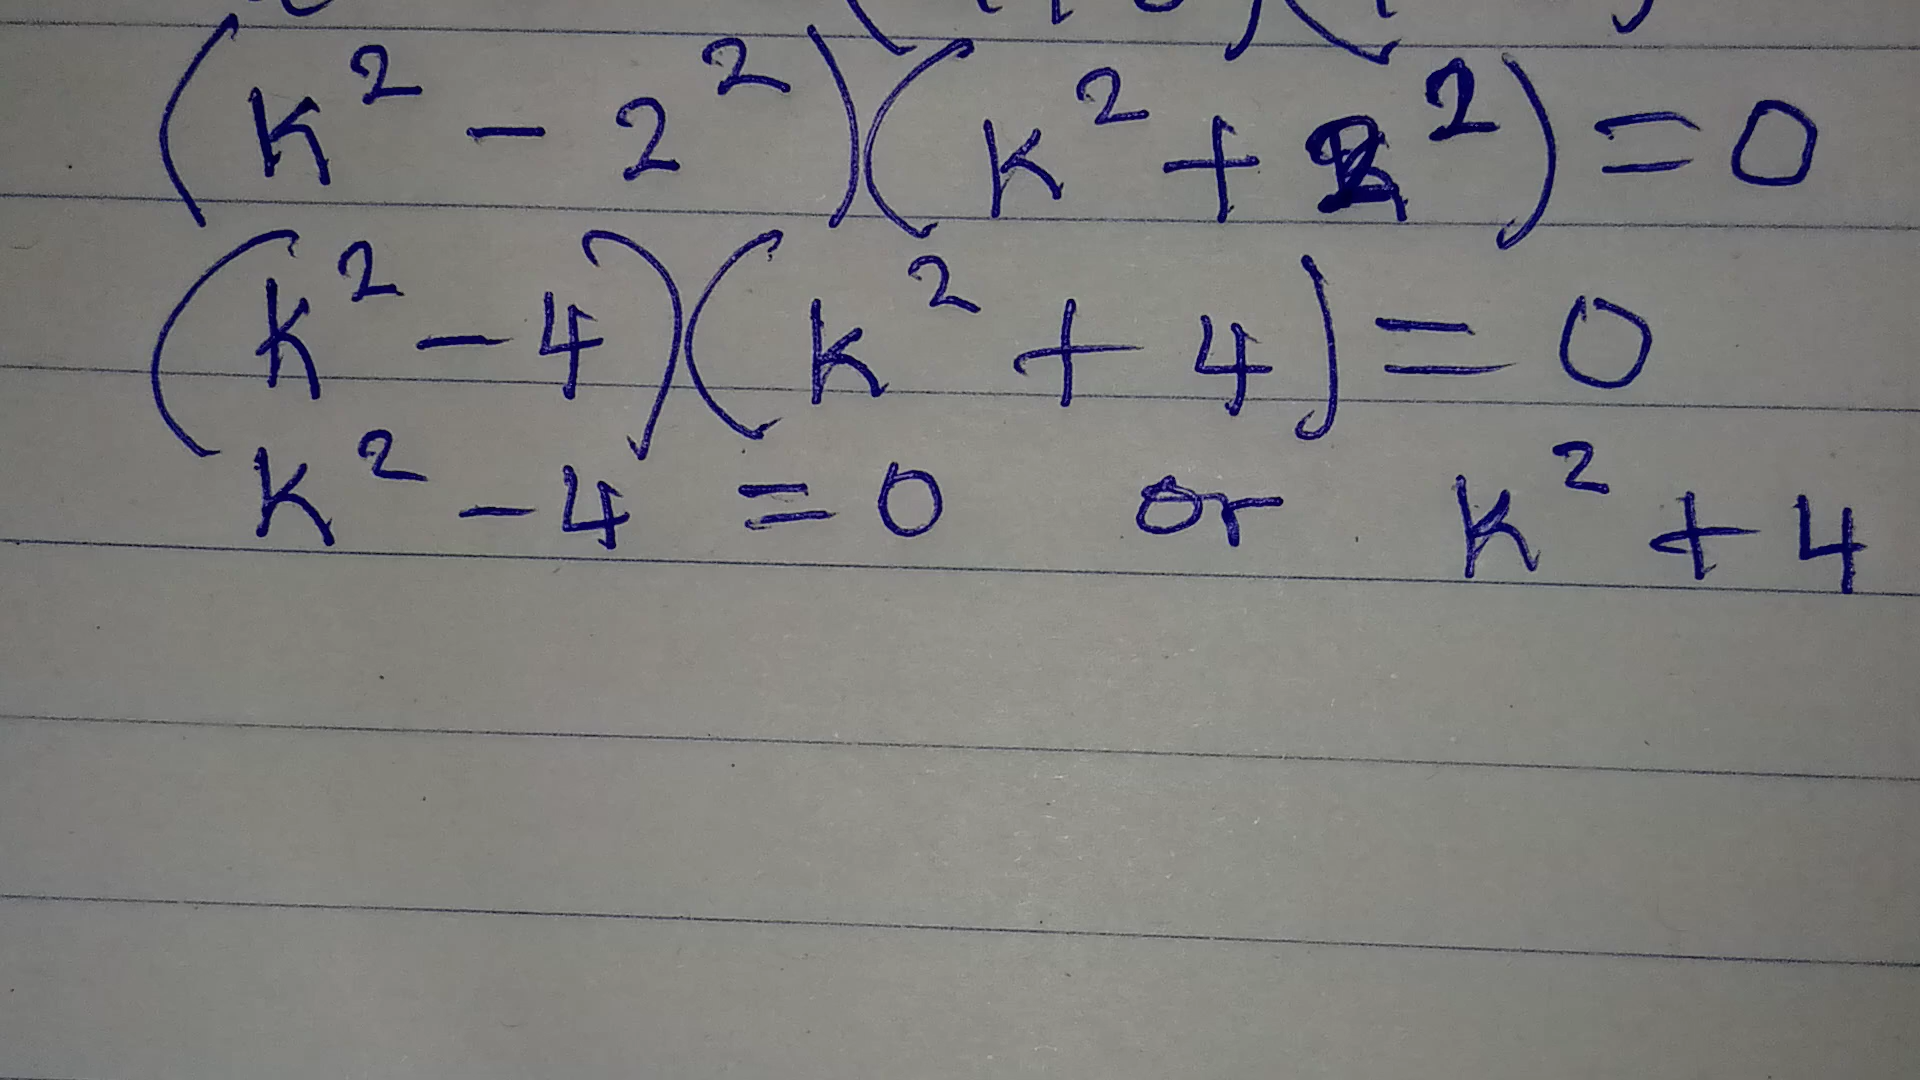 (k² - 2²)(k² + 2²) = 0
(k² - 4)(k² + 4) = 0
k² - 4 = 0 or k² + 4